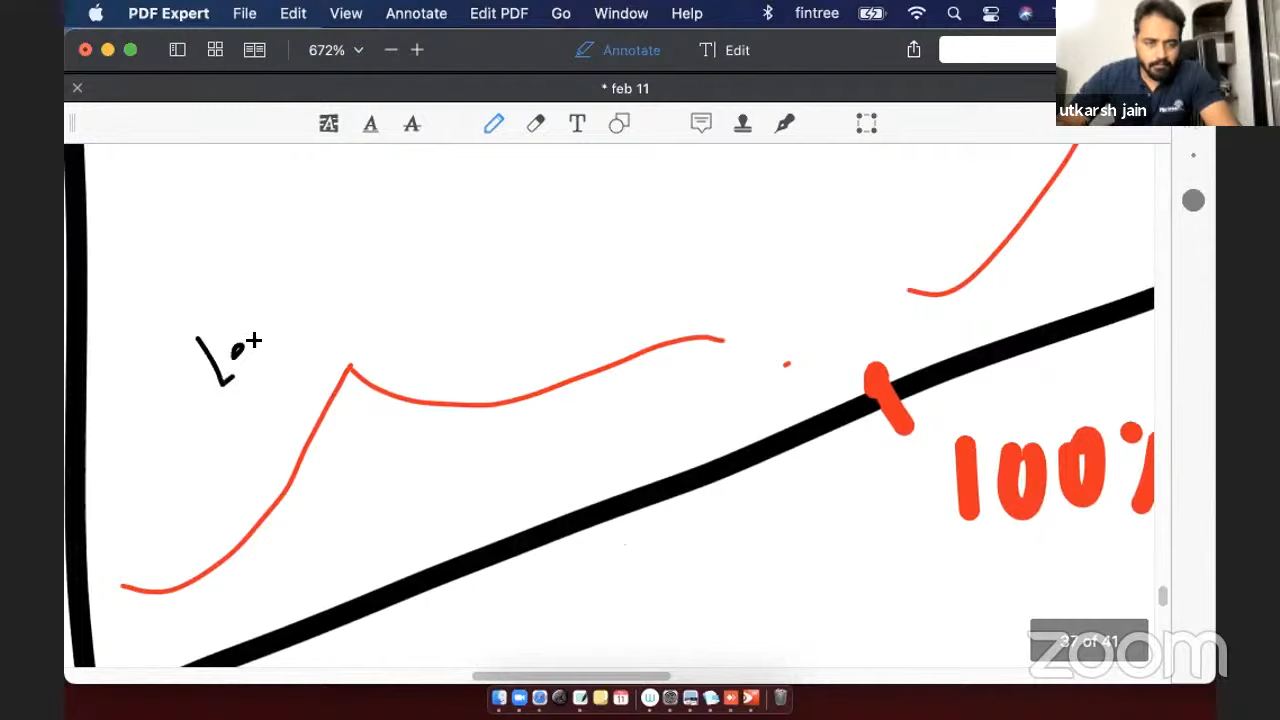 PDF Expert File Edit View Annotate Edit PDF Go Window Help fintree
672% Annotate T Edit
* feb 11
utkarsh jain
100%
37 of 41
zoom